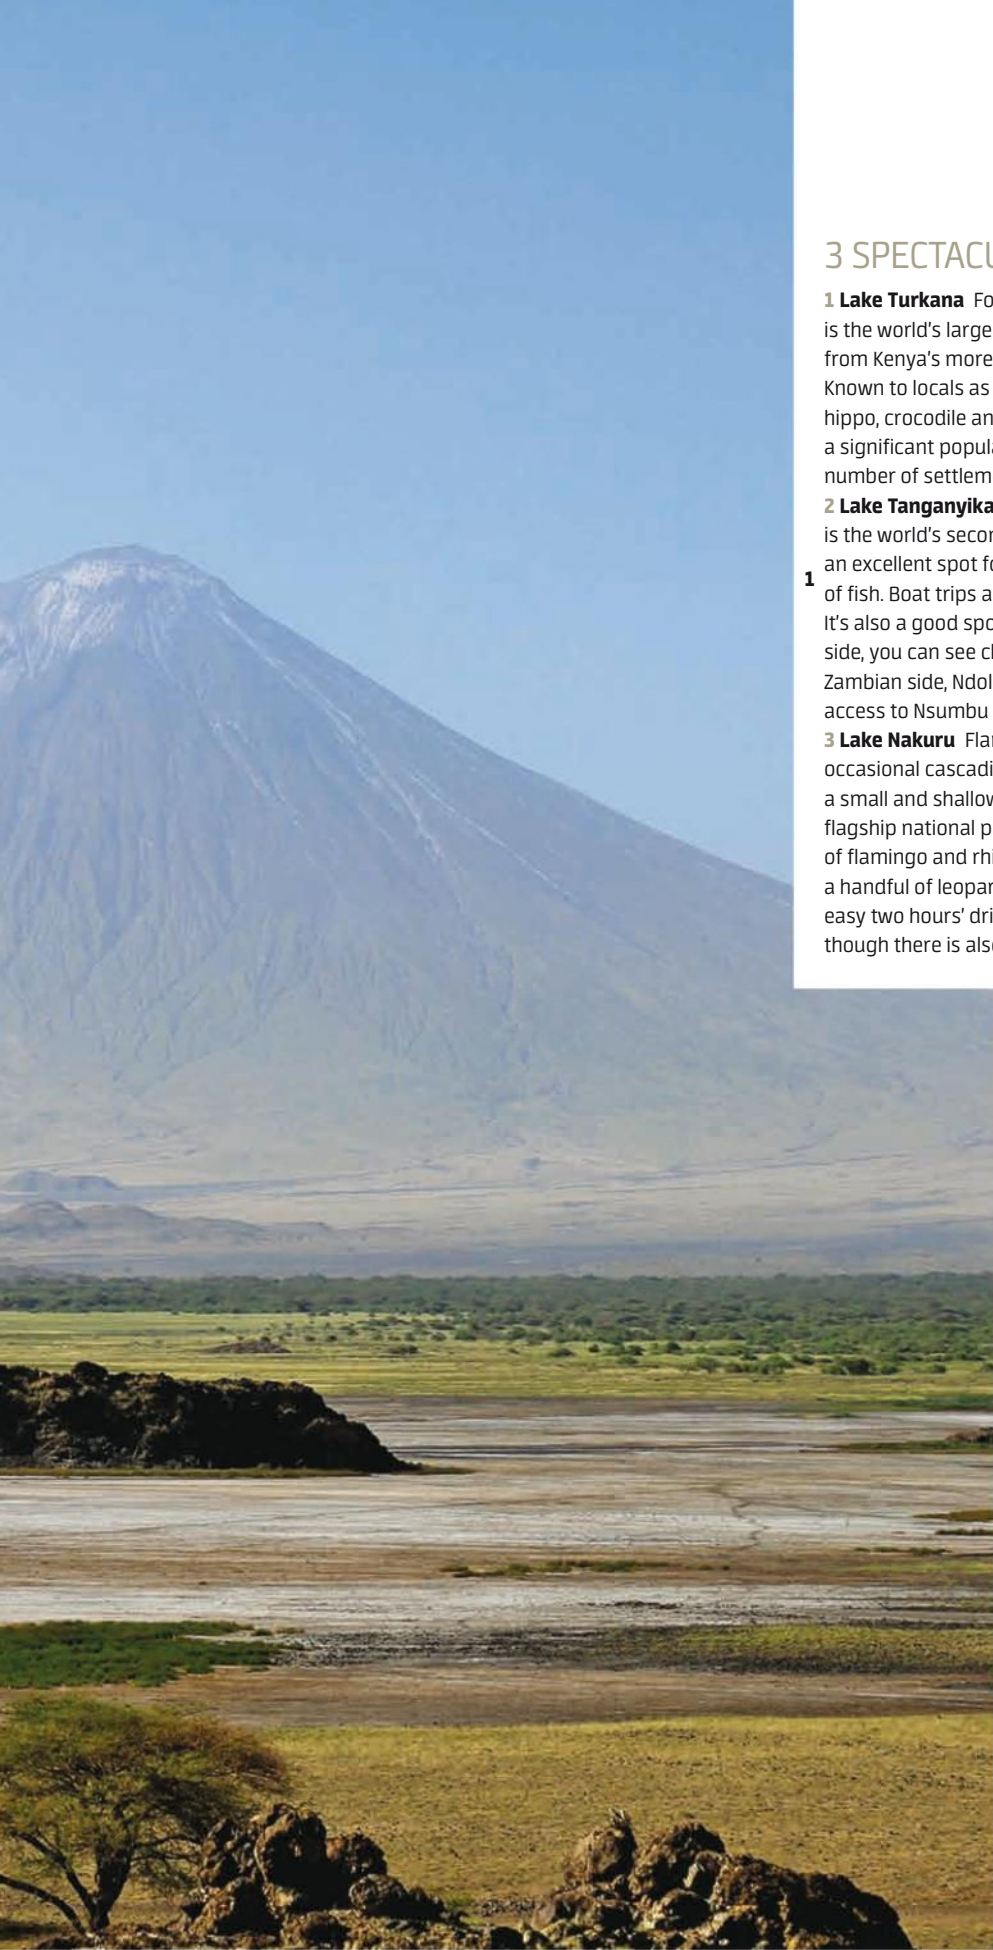 3 SPECTACU
1 Lake Turkana Fo
is the world's large
from Kenya's more
Known to locals as
hippo, crocodile an
a significant popula
number of settlem
2 Lake Tanganyika
is the world's secon
an excellent spot fo
1
of fish. Boat trips a
It's also a good spo
side, you can see cl
Zambian side, Ndol
access to Nsumbu
3 Lake Nakuru Flan
occasional cascadi
a small and shallow
flagship national p
of flamingo and rhi
a handful of leopar
easy two hours' dri
though there is also